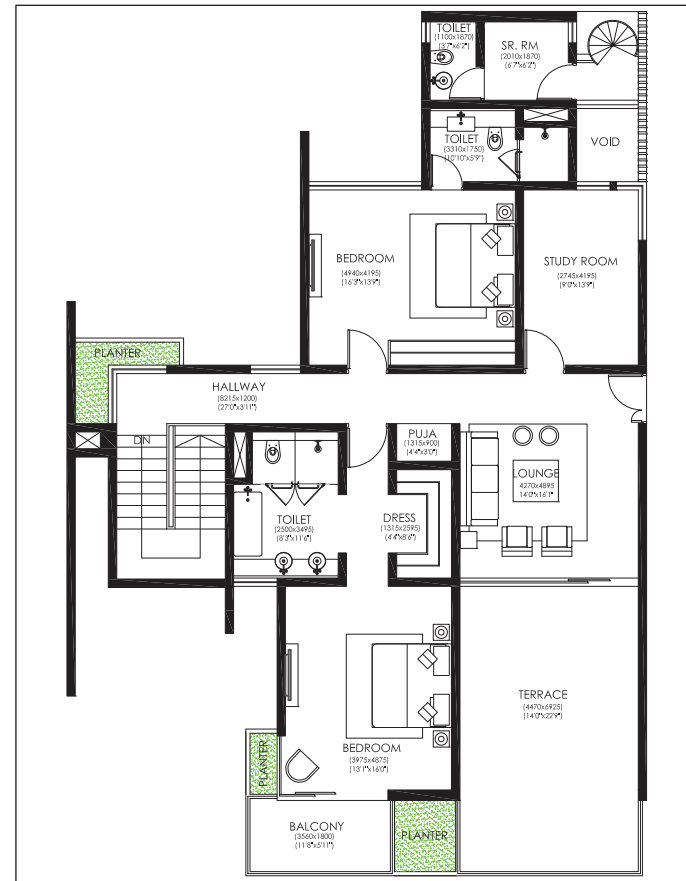 TOILET
(1100x1870)
(3'7"x6'2")
SR. RM
(2010x1870)
(6'7"x6'2")
TOILET
(3310x1750)
(10'10"x5'9")
VOID
BEDROOM
(4940x4195)
(16'3"x13'9")
STUDY ROOM
(2745x4195)
(9'0"x13'9")
PLANTER
HALLWAY
(8215x1200)
(27'0"x3'11")
DN
PUJA
(1315x900)
(4'4"x3'0")
LOUNGE
4270x4895
14'0"x16'1"
TOILET
(2500x3495)
(8'3"x11'6")
DRESS
(1315x2595)
(4'4"x8'6")
TERRACE
(4470x6925)
(14'0"x22'9")
BEDROOM
(3975x4875)
(13'1"x16'0")
PLANTER
BALCONY
(3560x1800)
(11'8"x5'11")
PLANTER